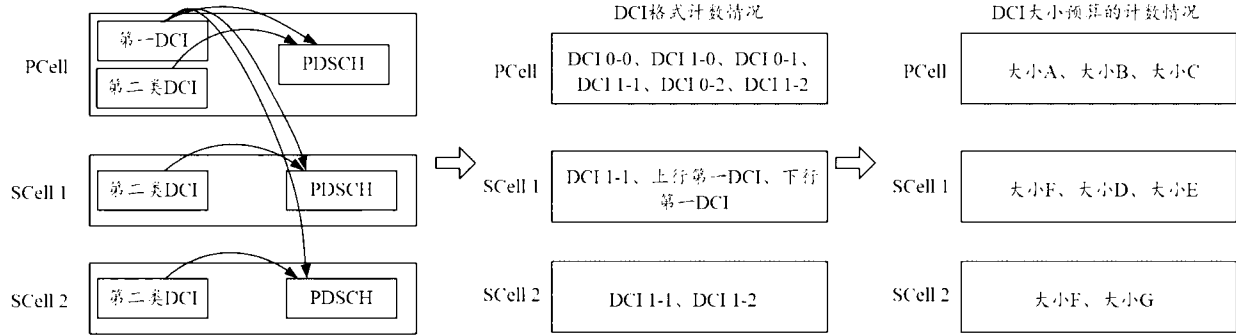 DCI格式计数情况
DCI大小预算的计数情况
PCell
第一DCI
第二类DCI
PDSCH
PCell
DCI 0-0、DCI 1-0、DCI 0-1、
DCI 1-1、DCI 0-2、DCI 1-2
PCell
大小A、大小B、大小C
SCell 1
第二类DCI
PDSCH
SCell 1
DCI 1-1、上行第一DCI、下行
第一DCI
SCell 1
大小F、大小D、大小E
SCell 2
第二类DCI
PDSCH
SCell 2
DCI 1-1、DCI 1-2
SCell 2
大小F、大小G